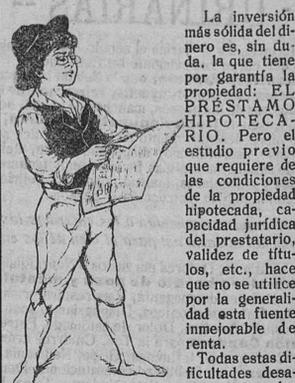 La inversión
más sólida del di-
nero es, sin du-
da, la que tiene
por garantía la
propiedad: EL
PRÉSTAMO
HIPOTECA-
RIO. Pero el
estudio previo
que requiere de
las condiciones
de la propiedad
hipotecada, ca-
pacidad jurídica
del prestatario,
validez de títu-
los, etc., hace
que no se utilice
por la generali-
dad esta fuente
inmejorable de
renta.
Todas estas di-
ficultades desa-